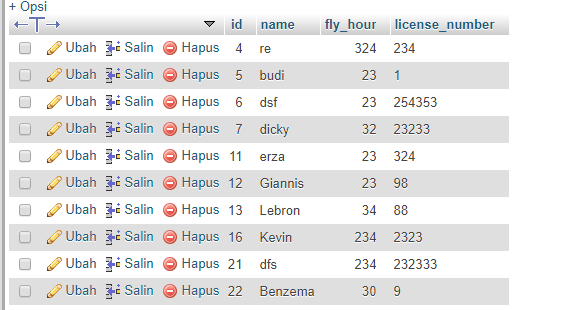 + Opsi
←T→ id name fly_hour license_number
Ubah Salin Hapus 4 re 324 234
Ubah Salin Hapus 5 budi 23 1
Ubah Salin Hapus 6 dsf 23 254353
Ubah Salin Hapus 7 dicky 32 23233
Ubah Salin Hapus 11 erza 23 324
Ubah Salin Hapus 12 Giannis 23 98
Ubah Salin Hapus 13 Lebron 34 88
Ubah Salin Hapus 16 Kevin 234 2323
Ubah Salin Hapus 21 dfs 234 232333
Ubah Salin Hapus 22 Benzema 30 9